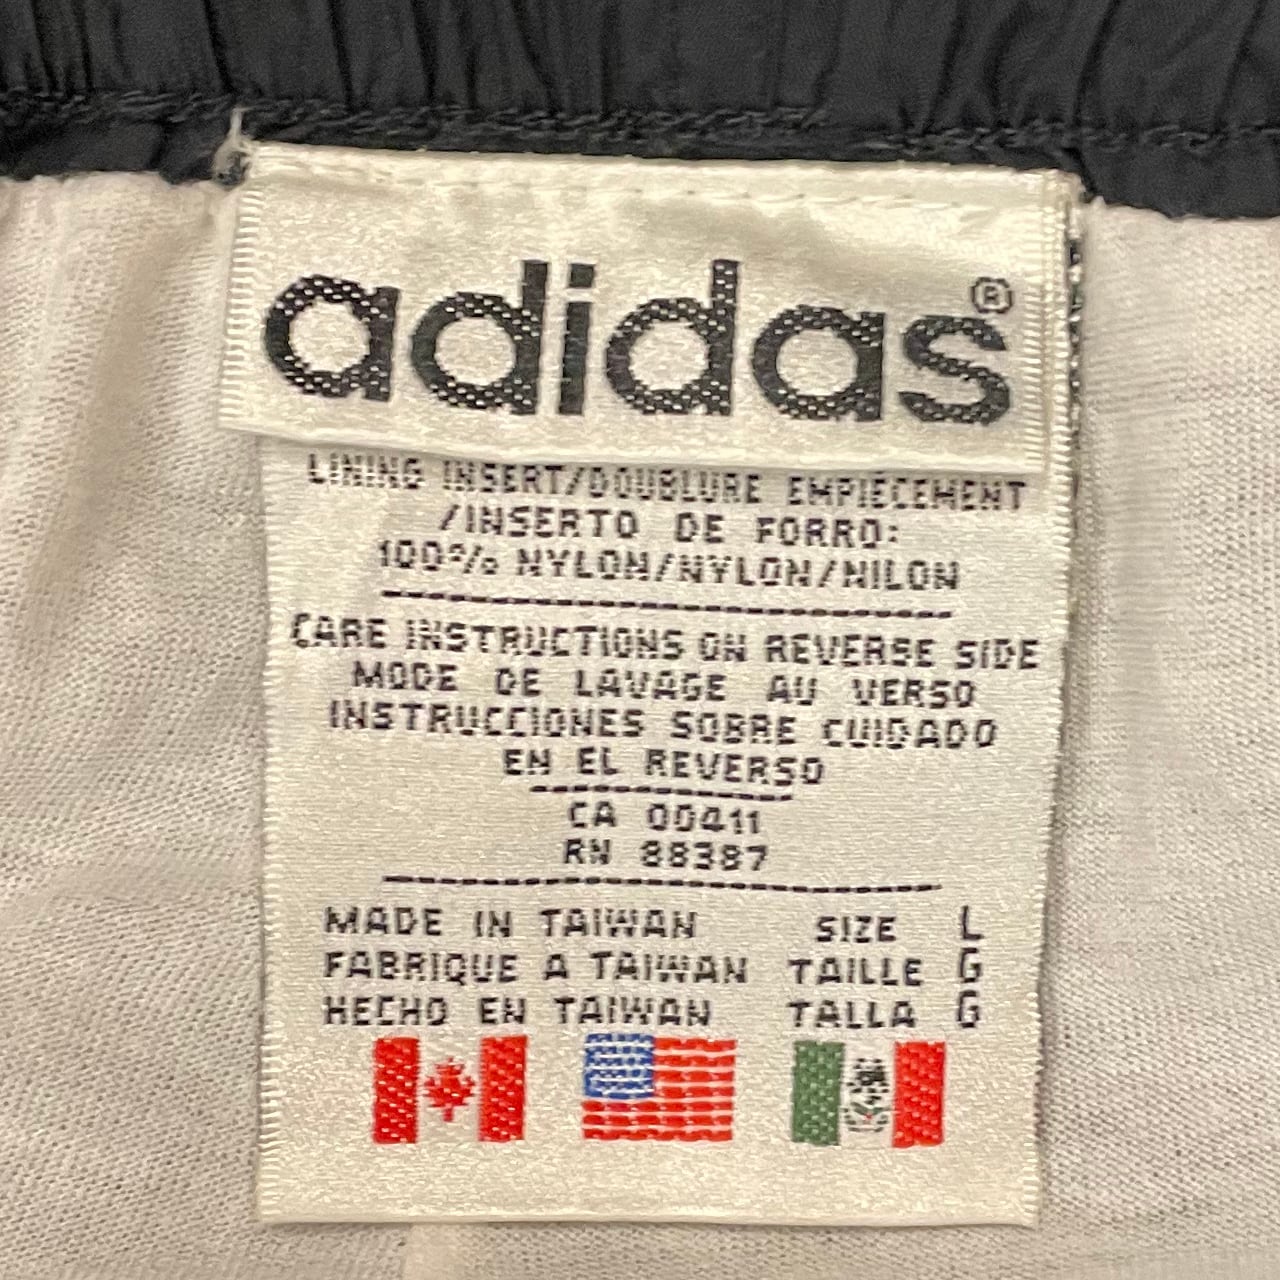 adidas®
LINING INSERT/DOUBLURE EMPIÉCEMENT
/INSERTO DE FORRO:
100% NYLON/NYLON/NILON
CARE INSTRUCTIONS ON REVERSE SIDE
MODE DE LAVAGE AU VERSO
INSTRUCCIONES SOBRE CUIDADO
EN EL REVERSO
CA 00411
RN 88387
MADE IN TAIWAN SIZE L
FABRIQUE A TAIWAN TAILLE G
HECHO EN TAIWAN TALLA G